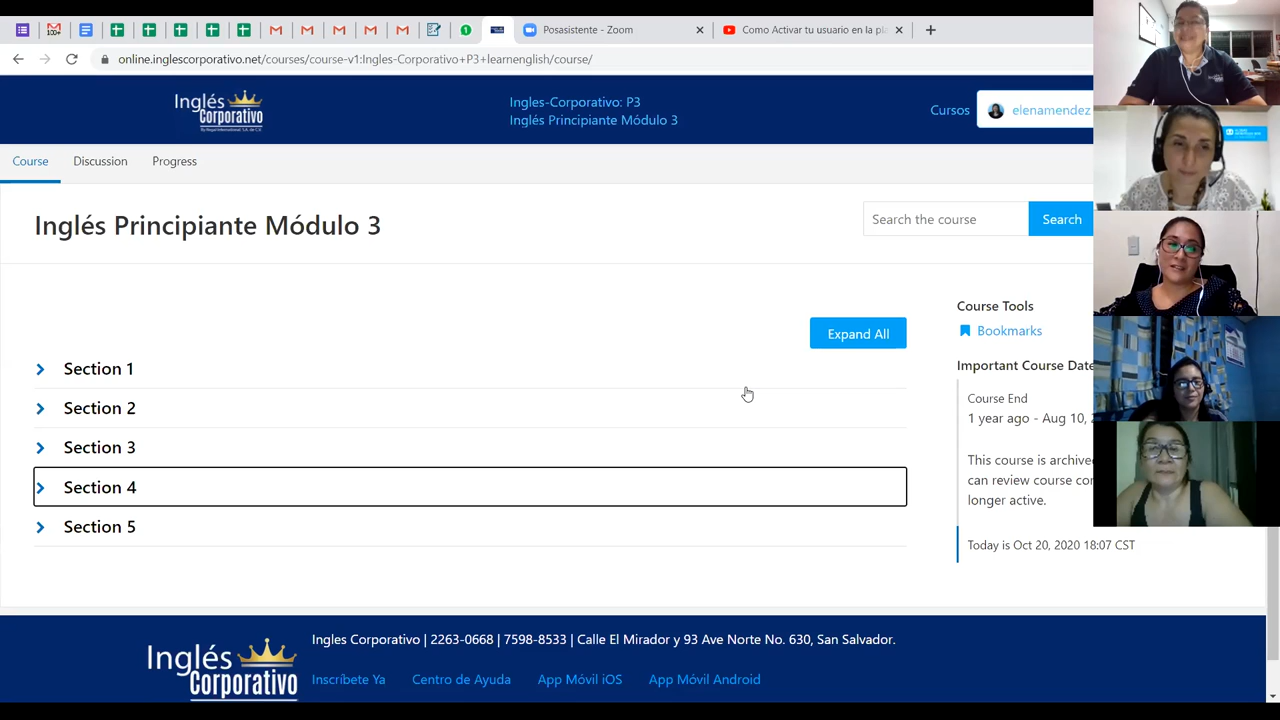 100+
Posasistente - Zoom
Como Activar tu usuario en la pla
online.inglescorporativo.net/courses/course-v1:Ingles-Corporativo+P3+learnenglish/course/
Inglés
Corporativo
Ingles-Corporativo: P3
Inglés Principiante Módulo 3
Cursos
elenamendez
Course
Discussion
Progress
Inglés Principiante Módulo 3
Search the course
Search
Expand All
Section 1
Section 2
Section 3
Section 4
Section 5
Course Tools
Bookmarks
Important Course Date
Course End
1 year ago - Aug 10, 2
This course is archive
can review course con
longer active.
Today is Oct 20, 2020 18:07 CST
Inglés
Corporativo
Ingles Corporativo | 2263-0668 | 7598-8533 | Calle El Mirador y 93 Ave Norte No. 630, San Salvador.
Inscríbete Ya
Centro de Ayuda
App Móvil iOS
App Móvil Android